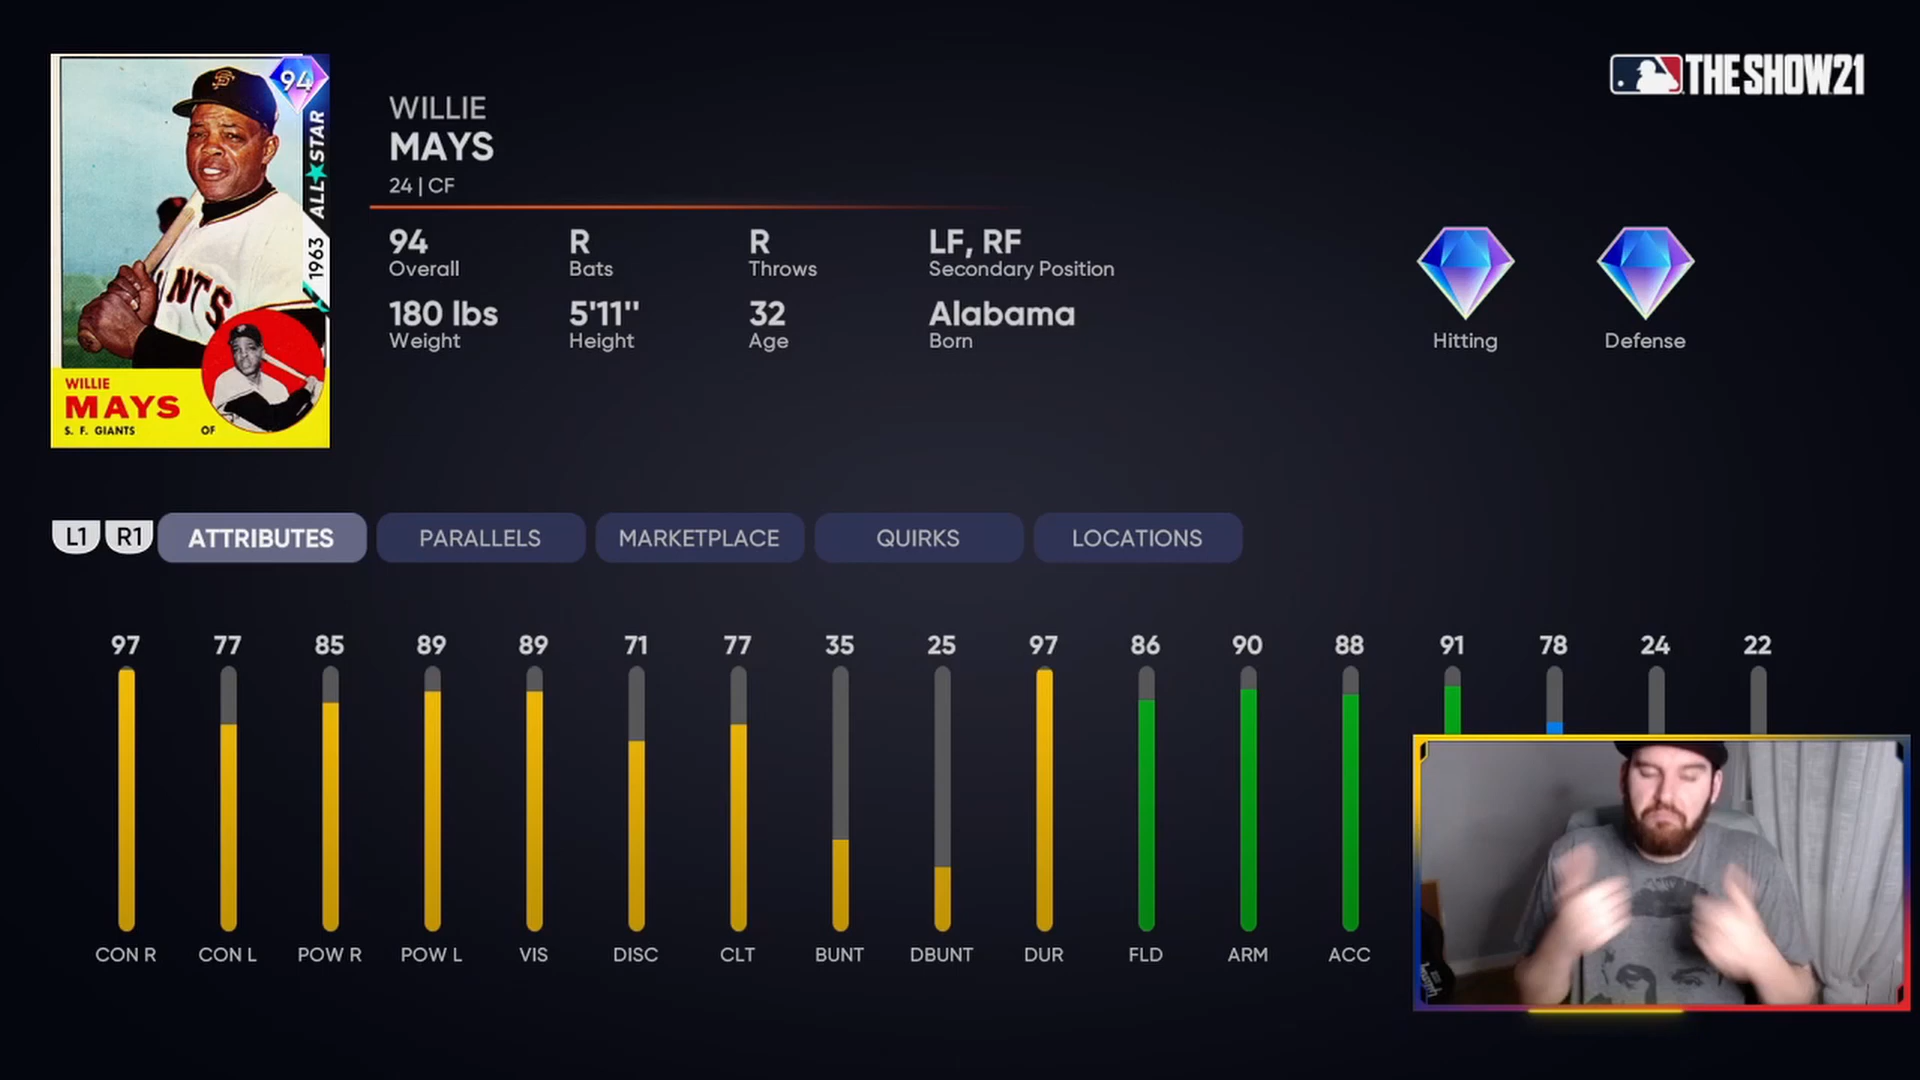 94
ALL★STAR
1963
GIANTS
WILLIE
MAYS
S. F. GIANTS OF
WILLIE
MAYS
24 | CF
94 R R LF, RF
Overall Bats Throws Secondary Position
180 lbs 5'11" 32 Alabama
Weight Height Age Born
THE SHOW21
Hitting Defense
L1 R1 ATTRIBUTES PARALLELS MARKETPLACE QUIRKS LOCATIONS
97 77 85 89 89 71 77 35 25 97 86 90 88 91 78 24 22
CON R CON L POW R POW L VIS DISC CLT BUNT DBUNT DUR FLD ARM ACC